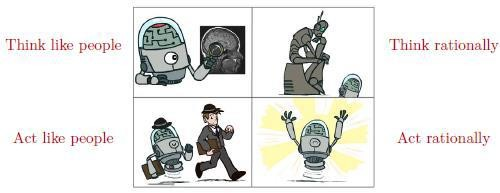 Think like people
Think rationally
Act like people
Act rationally